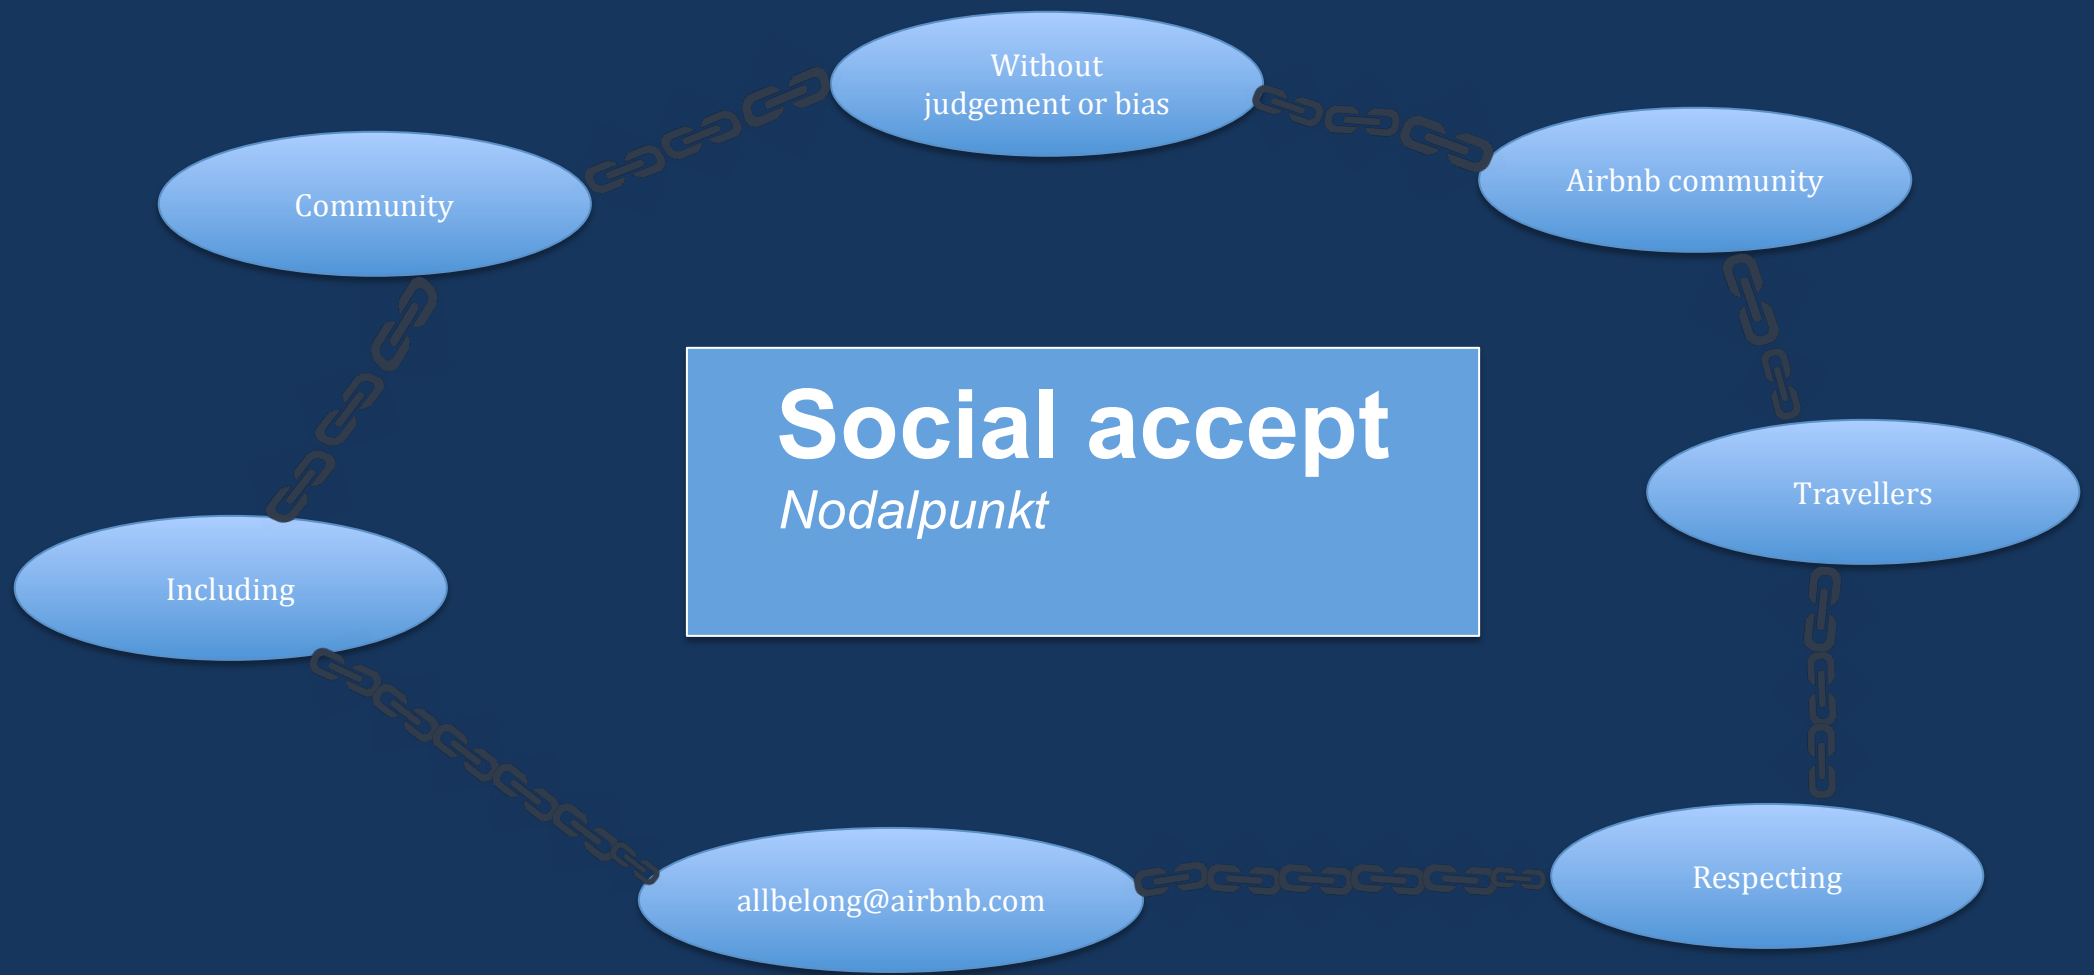 Without
judgement or bias
Community
Airbnb community
Social accept
Nodalpunkt
Travellers
Including
Respecting
allbelong@airbnb.com